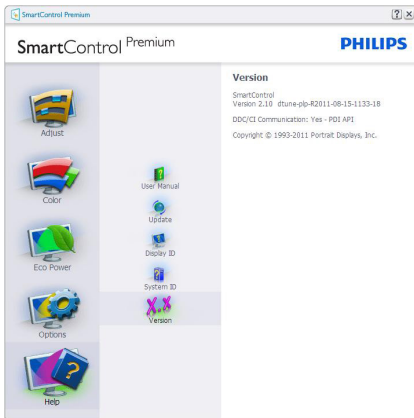 SmartControl Premium
SmartControl Premium
PHILIPS
Adjust
Color
Eco Power
Options
Help
User Manual
Update
Display ID
System ID
X.X
Version
Version
SmartControl
Version 2.10 dtune-plp-R2011-08-15-1133-18
DDC/CI Communication: Yes - PDI API
Copyright © 1993-2011 Portrait Displays, Inc.